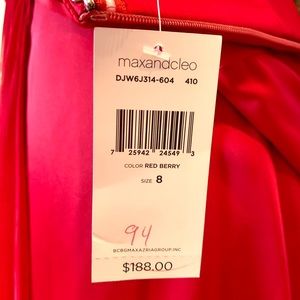 maxandcleo
DJW6J314-604 410
7 25942 24549 3
COLOR RED BERRY
SIZE 8
94
BCBGMAXAZRIAGROUP.INC
$188.00